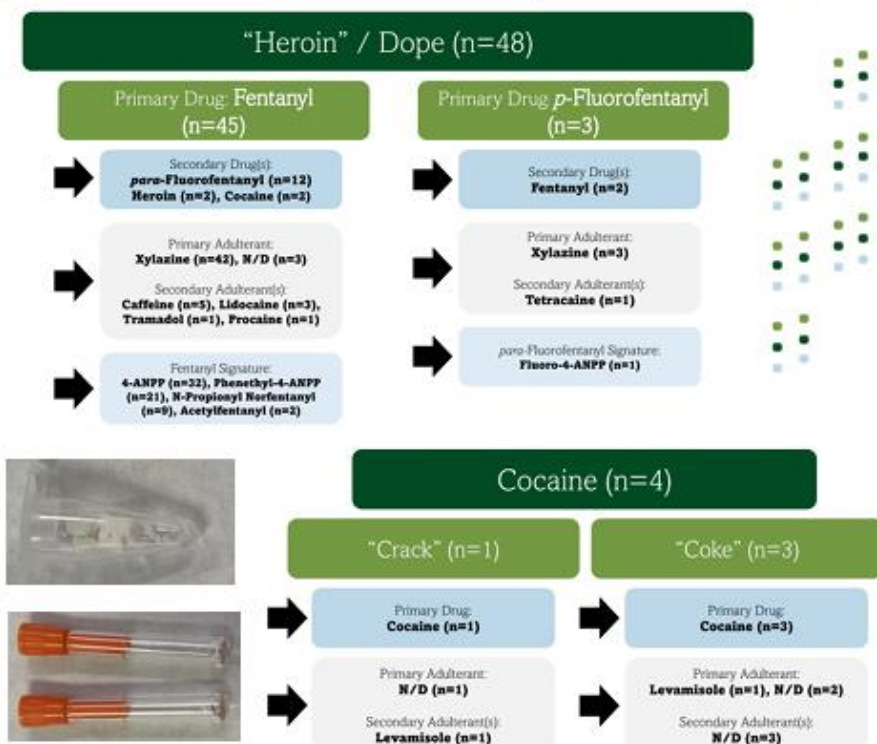 “Heroin” / Dope (n=48)
Primary Drug: Fentanyl
(n=45)
Secondary Drug(s):
para-Fluorofentanyl (n=12)
Heroin (n=2), Cocaine (n=2)
Primary Adulterant:
Xylazine (n=42), N/D (n=3)
Secondary Adulterant(s):
Caffeine (n=5), Lidocaine (n=3),
Tramadol (n=1), Procaine (n=1)
Fentanyl Signature:
4-ANPP (n=32), Phenethyl-4-ANPP
(n=21), N-Propionyl Norfentanyl
(n=9), Acetylfentanyl (n=2)
Primary Drug p-Fluorofentanyl
(n=3)
Secondary Drug(s):
Fentanyl (n=2)
Primary Adulterant:
Xylazine (n=3)
Secondary Adulterant(s):
Tetracaine (n=1)
para-Fluorofentanyl Signature:
Fluoro-4-ANPP (n=1)
Cocaine (n=4)
“Crack” (n=1)
Primary Drug:
Cocaine (n=1)
Primary Adulterant:
N/D (n=1)
Secondary Adulterant(s):
Levamisole (n=1)
“Coke” (n=3)
Primary Drug:
Cocaine (n=3)
Primary Adulterant:
Levamisole (n=1), N/D (n=2)
Secondary Adulterant(s):
N/D (n=3)